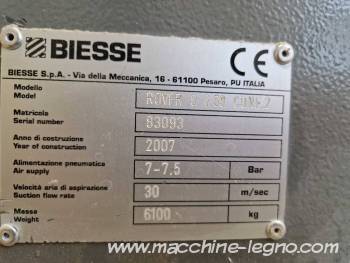 BIESSE
CE
BIESSE S.p.A. - Via della Meccanica, 16 - 61100 Pesaro, PU ITALIA
Modello
Model
ROVER
Matricola
Serial number
83093
Anno di costruzione
Year of construction
2007
Alimentazione pneumatica
Air supply
7-7,5
Bar
Velocità aria di aspirazione
Suction flow rate
30
m/sec
Massa
Weight
6100
kg
www.macchine-legno.com